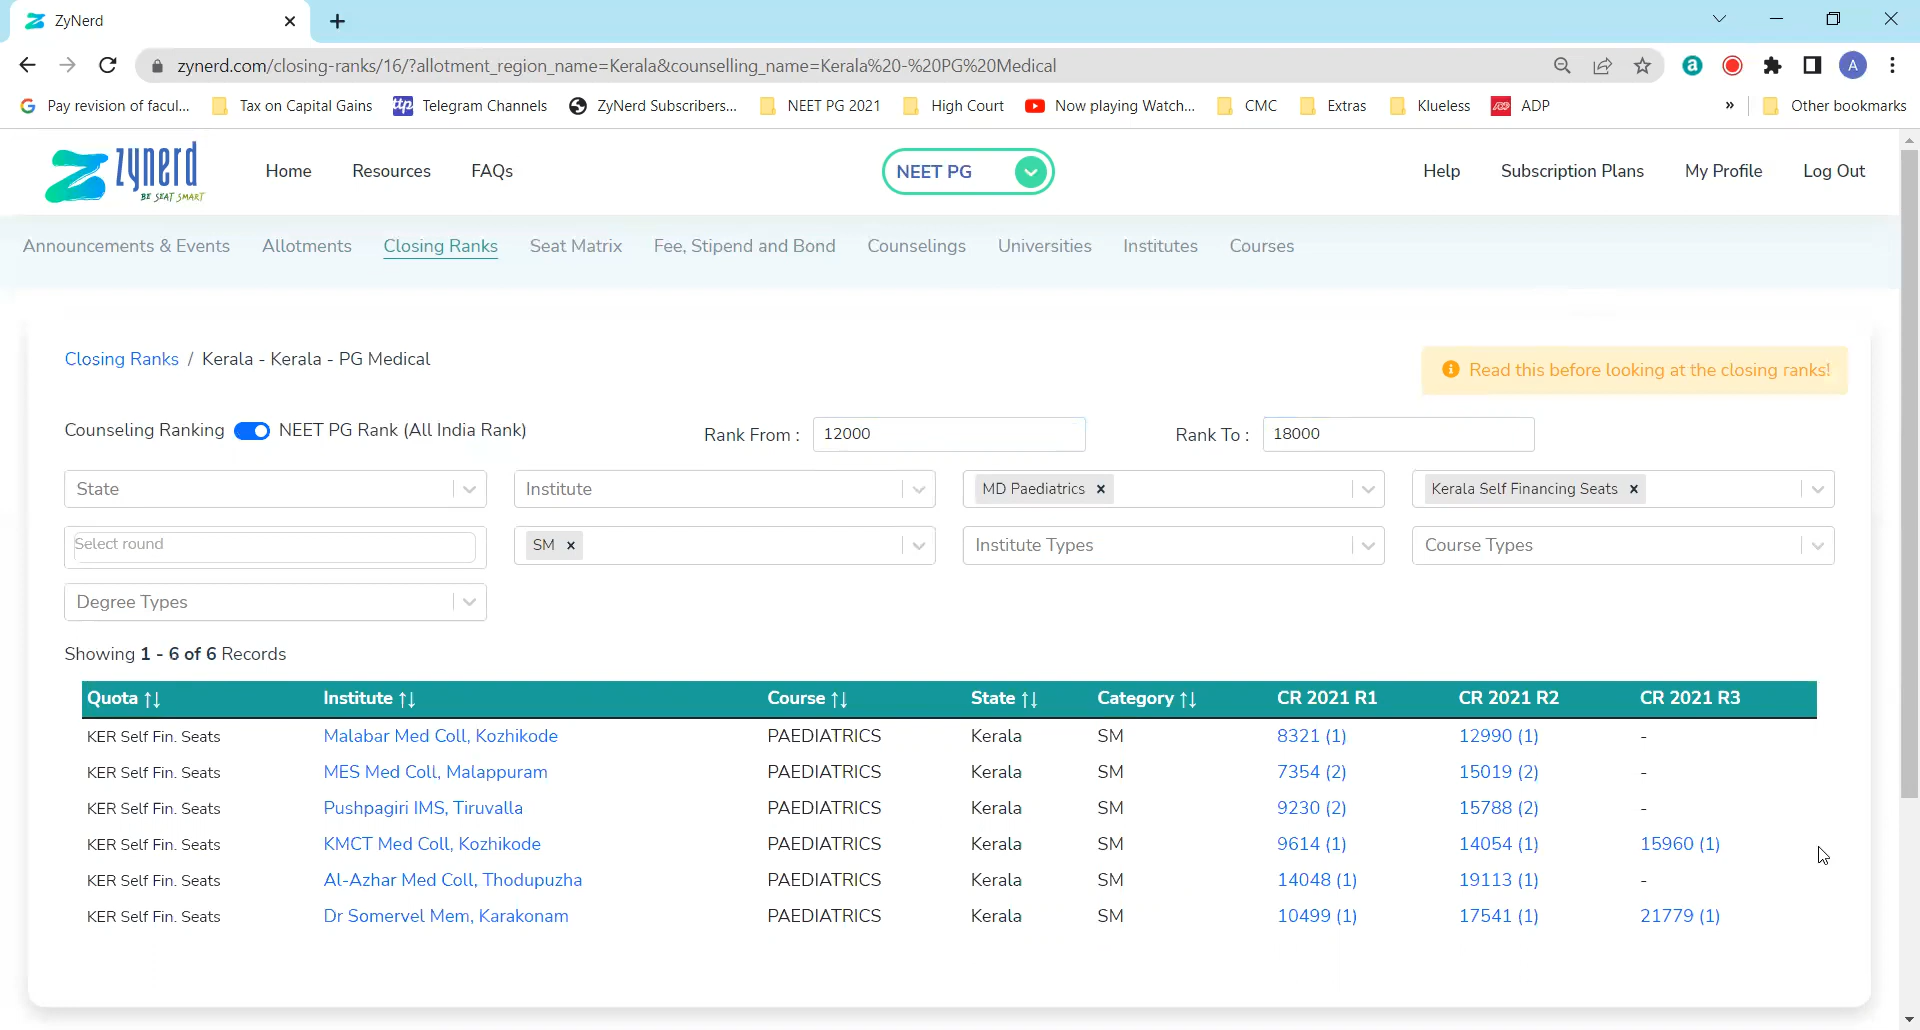 ZyNerd
zynerd.com/closing-ranks/16/?allotment_region_name=Kerala&counselling_name=Kerala%20-%20PG%20Medical
A
Pay revision of facul... Tax on Capital Gains Telegram Channels ZyNerd Subscribers... NEET PG 2021 High Court Now playing Watch... CMC Extras Klueless ADP » Other bookmarks
zynerd
BE SEAT SMART
Home Resources FAQs NEET PG Help Subscription Plans My Profile Log Out
Announcements & Events Allotments Closing Ranks Seat Matrix Fee, Stipend and Bond Counselings Universities Institutes Courses
Closing Ranks / Kerala - Kerala - PG Medical
Read this before looking at the closing ranks!
Counseling Ranking NEET PG Rank (All India Rank) Rank From : 12000 Rank To : 18000
State Institute MD Paediatrics × Kerala Self Financing Seats ×
Select round SM × Institute Types Course Types
Degree Types
Showing 1 - 6 of 6 Records
Quota ↑↓ Institute ↑↓ Course ↑↓ State ↑↓ Category ↑↓ CR 2021 R1 CR 2021 R2 CR 2021 R3
KER Self Fin. Seats Malabar Med Coll, Kozhikode PAEDIATRICS Kerala SM 8321 (1) 12990 (1) -
KER Self Fin. Seats MES Med Coll, Malappuram PAEDIATRICS Kerala SM 7354 (2) 15019 (2) -
KER Self Fin. Seats Pushpagiri IMS, Tiruvalla PAEDIATRICS Kerala SM 9230 (2) 15788 (2) -
KER Self Fin. Seats KMCT Med Coll, Kozhikode PAEDIATRICS Kerala SM 9614 (1) 14054 (1) 15960 (1)
KER Self Fin. Seats Al-Azhar Med Coll, Thodupuzha PAEDIATRICS Kerala SM 14048 (1) 19113 (1) -
KER Self Fin. Seats Dr Somervel Mem, Karakonam PAEDIATRICS Kerala SM 10499 (1) 17541 (1) 21779 (1)